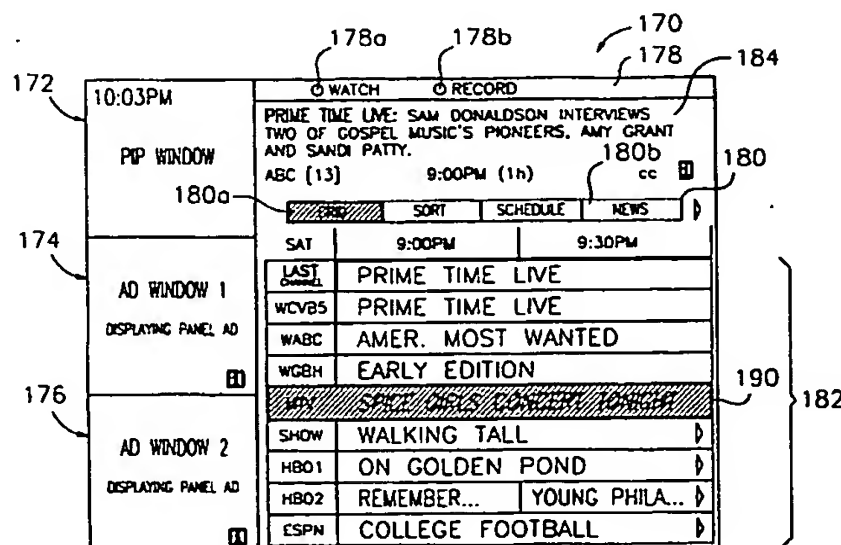 170
178a
178b
178
184
172
10:03PM
WATCH
RECORD
PRIME TIME LIVE: SAM DONALDSON INTERVIEWS
TWO OF GOSPEL MUSIC'S PIONEERS, AMY GRANT
AND SANDI PATTY.
PIP WINDOW
180b
180
ABC [13]
9:00PM (1h)
cc
180a
GRID
SORT
SCHEDULE
NEWS
174
SAT
9:00PM
9:30PM
LAST CHANNEL
PRIME TIME LIVE
AD WINDOW 1
WCVB5
PRIME TIME LIVE
DISPLAYING PANEL AD
WABC
AMER. MOST WANTED
WGBH
EARLY EDITION
176
MTV
SPICE GIRLS CONCERT TONIGHT
190
182
AD WINDOW 2
SHOW
WALKING TALL
HBO1
ON GOLDEN POND
DISPLAYING PANEL AD
HBO2
REMEMBER...
YOUNG PHILA...
ESPN
COLLEGE FOOTBALL